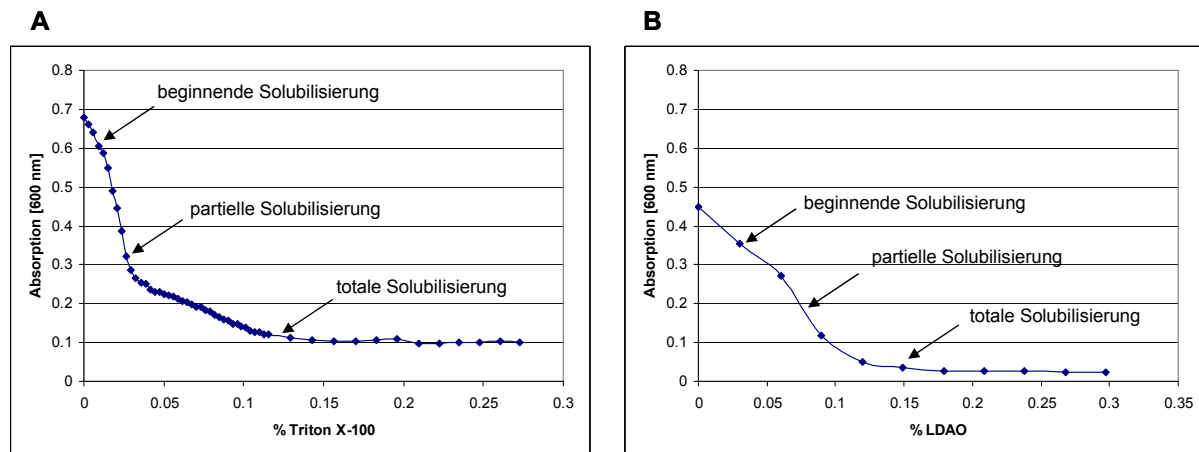 A
0.8
0.7
0.6
0.5
0.4
0.3
0.2
0.1
0
Absorption [600 nm]
beginnende Solubilisierung
partielle Solubilisierung
totale Solubilisierung
0 0.05 0.1 0.15 0.2 0.25 0.3
% Triton X-100
B
0.8
0.7
0.6
0.5
0.4
0.3
0.2
0.1
0
Absorption [600 nm]
beginnende Solubilisierung
partielle Solubilisierung
totale Solubilisierung
0 0.05 0.1 0.15 0.2 0.25 0.3 0.35
% LDAO